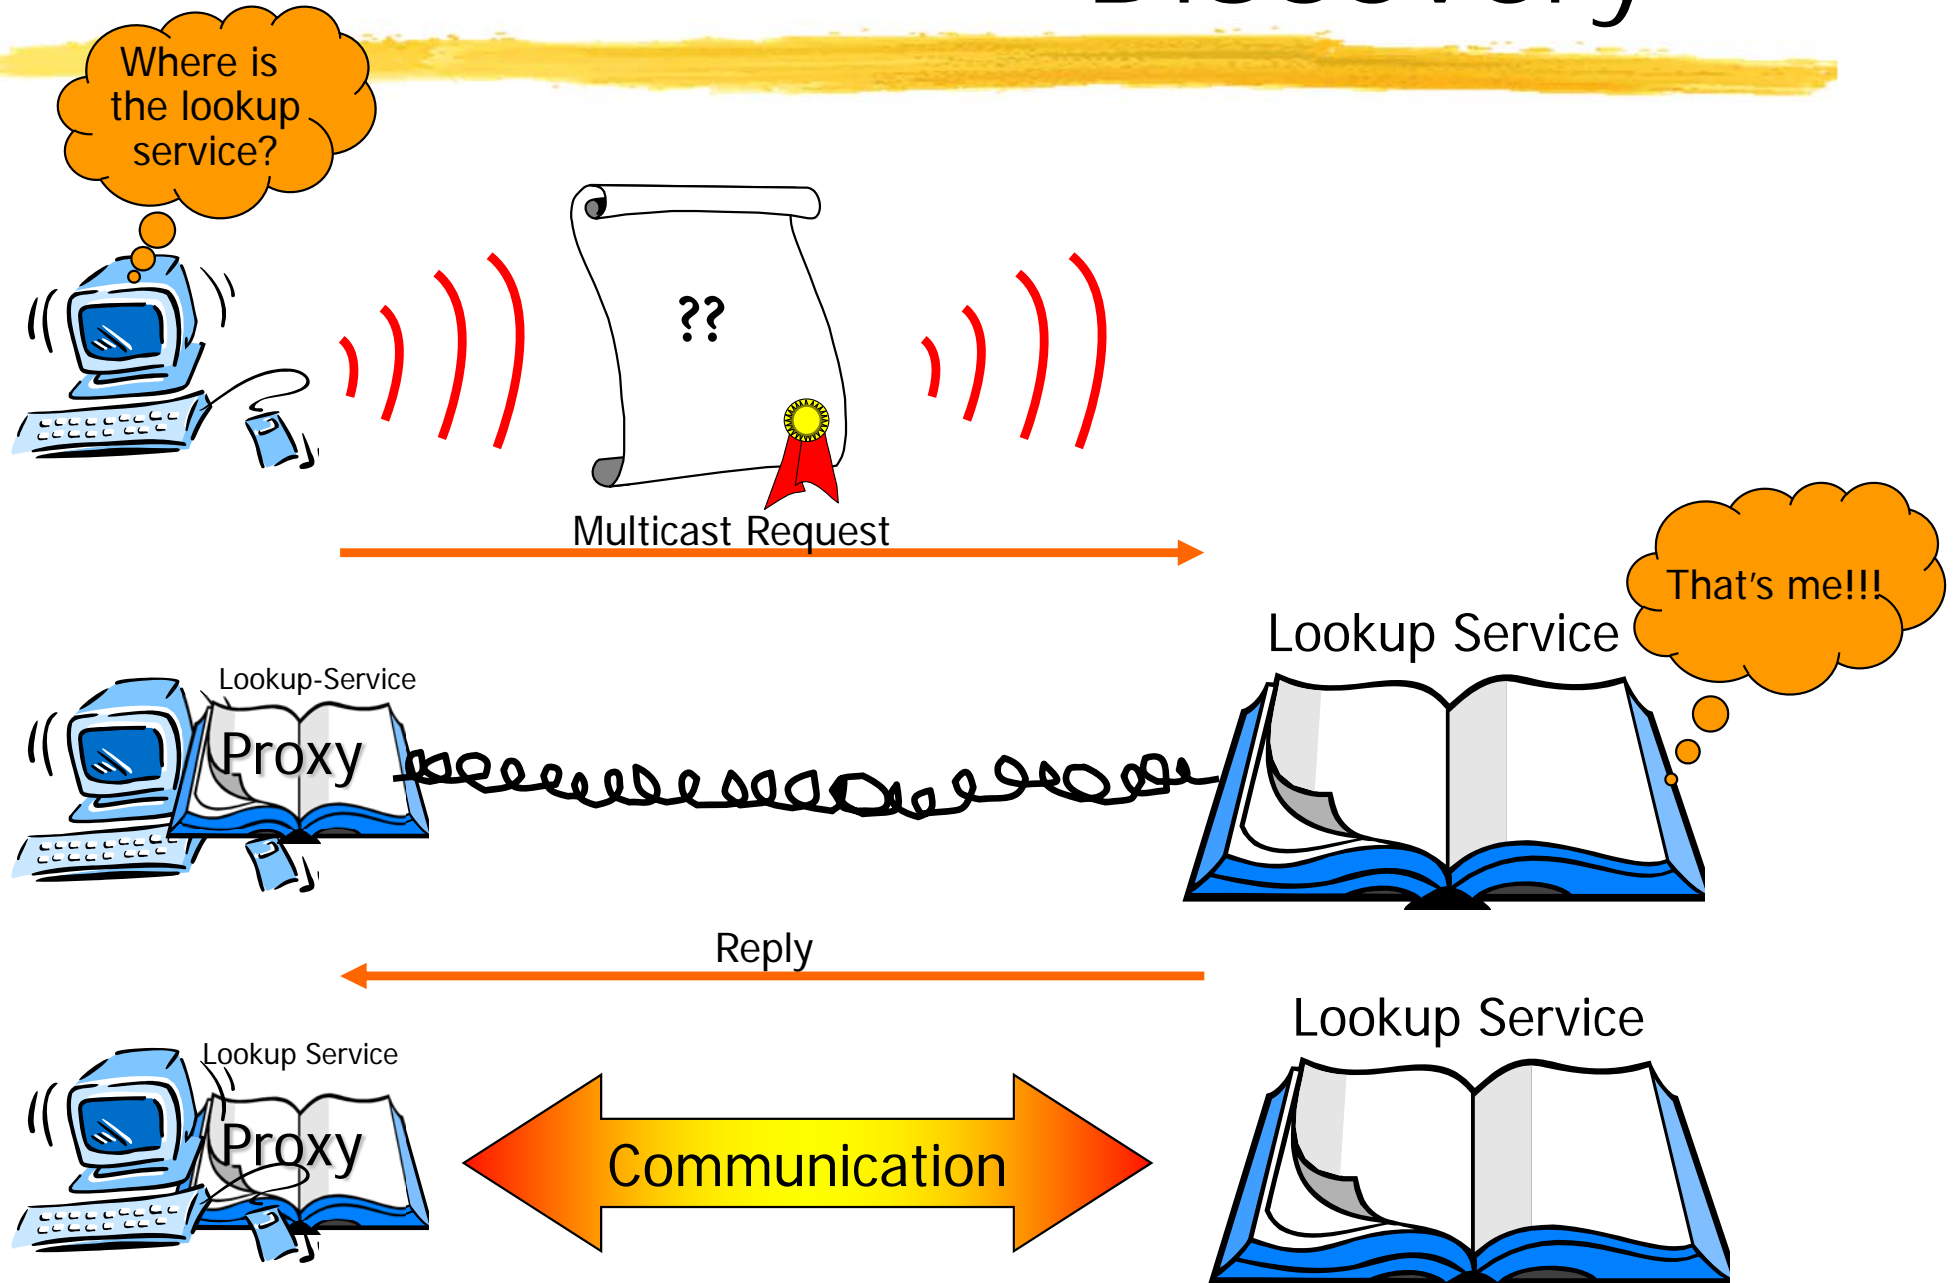 Discovery
Where is
the lookup
service?
??
Multicast Request
That's me!!!
Lookup Service
Lookup-Service
Proxy
Reply
Lookup Service
Lookup Service
Proxy
Communication